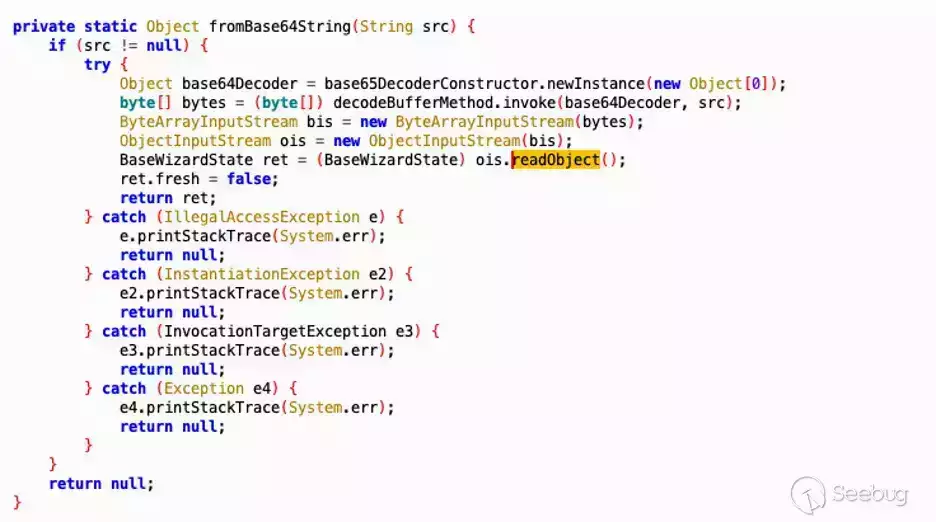 private static Object fromBase64String(String src) {
    if (src != null) {
        try {
            Object base64Decoder = base65DecoderConstructor.newInstance(new Object[0]);
            byte[] bytes = (byte[]) decodeBufferMethod.invoke(base64Decoder, src);
            ByteArrayInputStream bis = new ByteArrayInputStream(bytes);
            ObjectInputStream ois = new ObjectInputStream(bis);
            BaseWizardState ret = (BaseWizardState) ois.readObject();
            ret.fresh = false;
            return ret;
        } catch (IllegalAccessException e) {
            e.printStackTrace(System.err);
            return null;
        } catch (InstantiationException e2) {
            e2.printStackTrace(System.err);
            return null;
        } catch (InvocationTargetException e3) {
            e3.printStackTrace(System.err);
            return null;
        } catch (Exception e4) {
            e4.printStackTrace(System.err);
            return null;
        }
    }
    return null;
}
Seebug